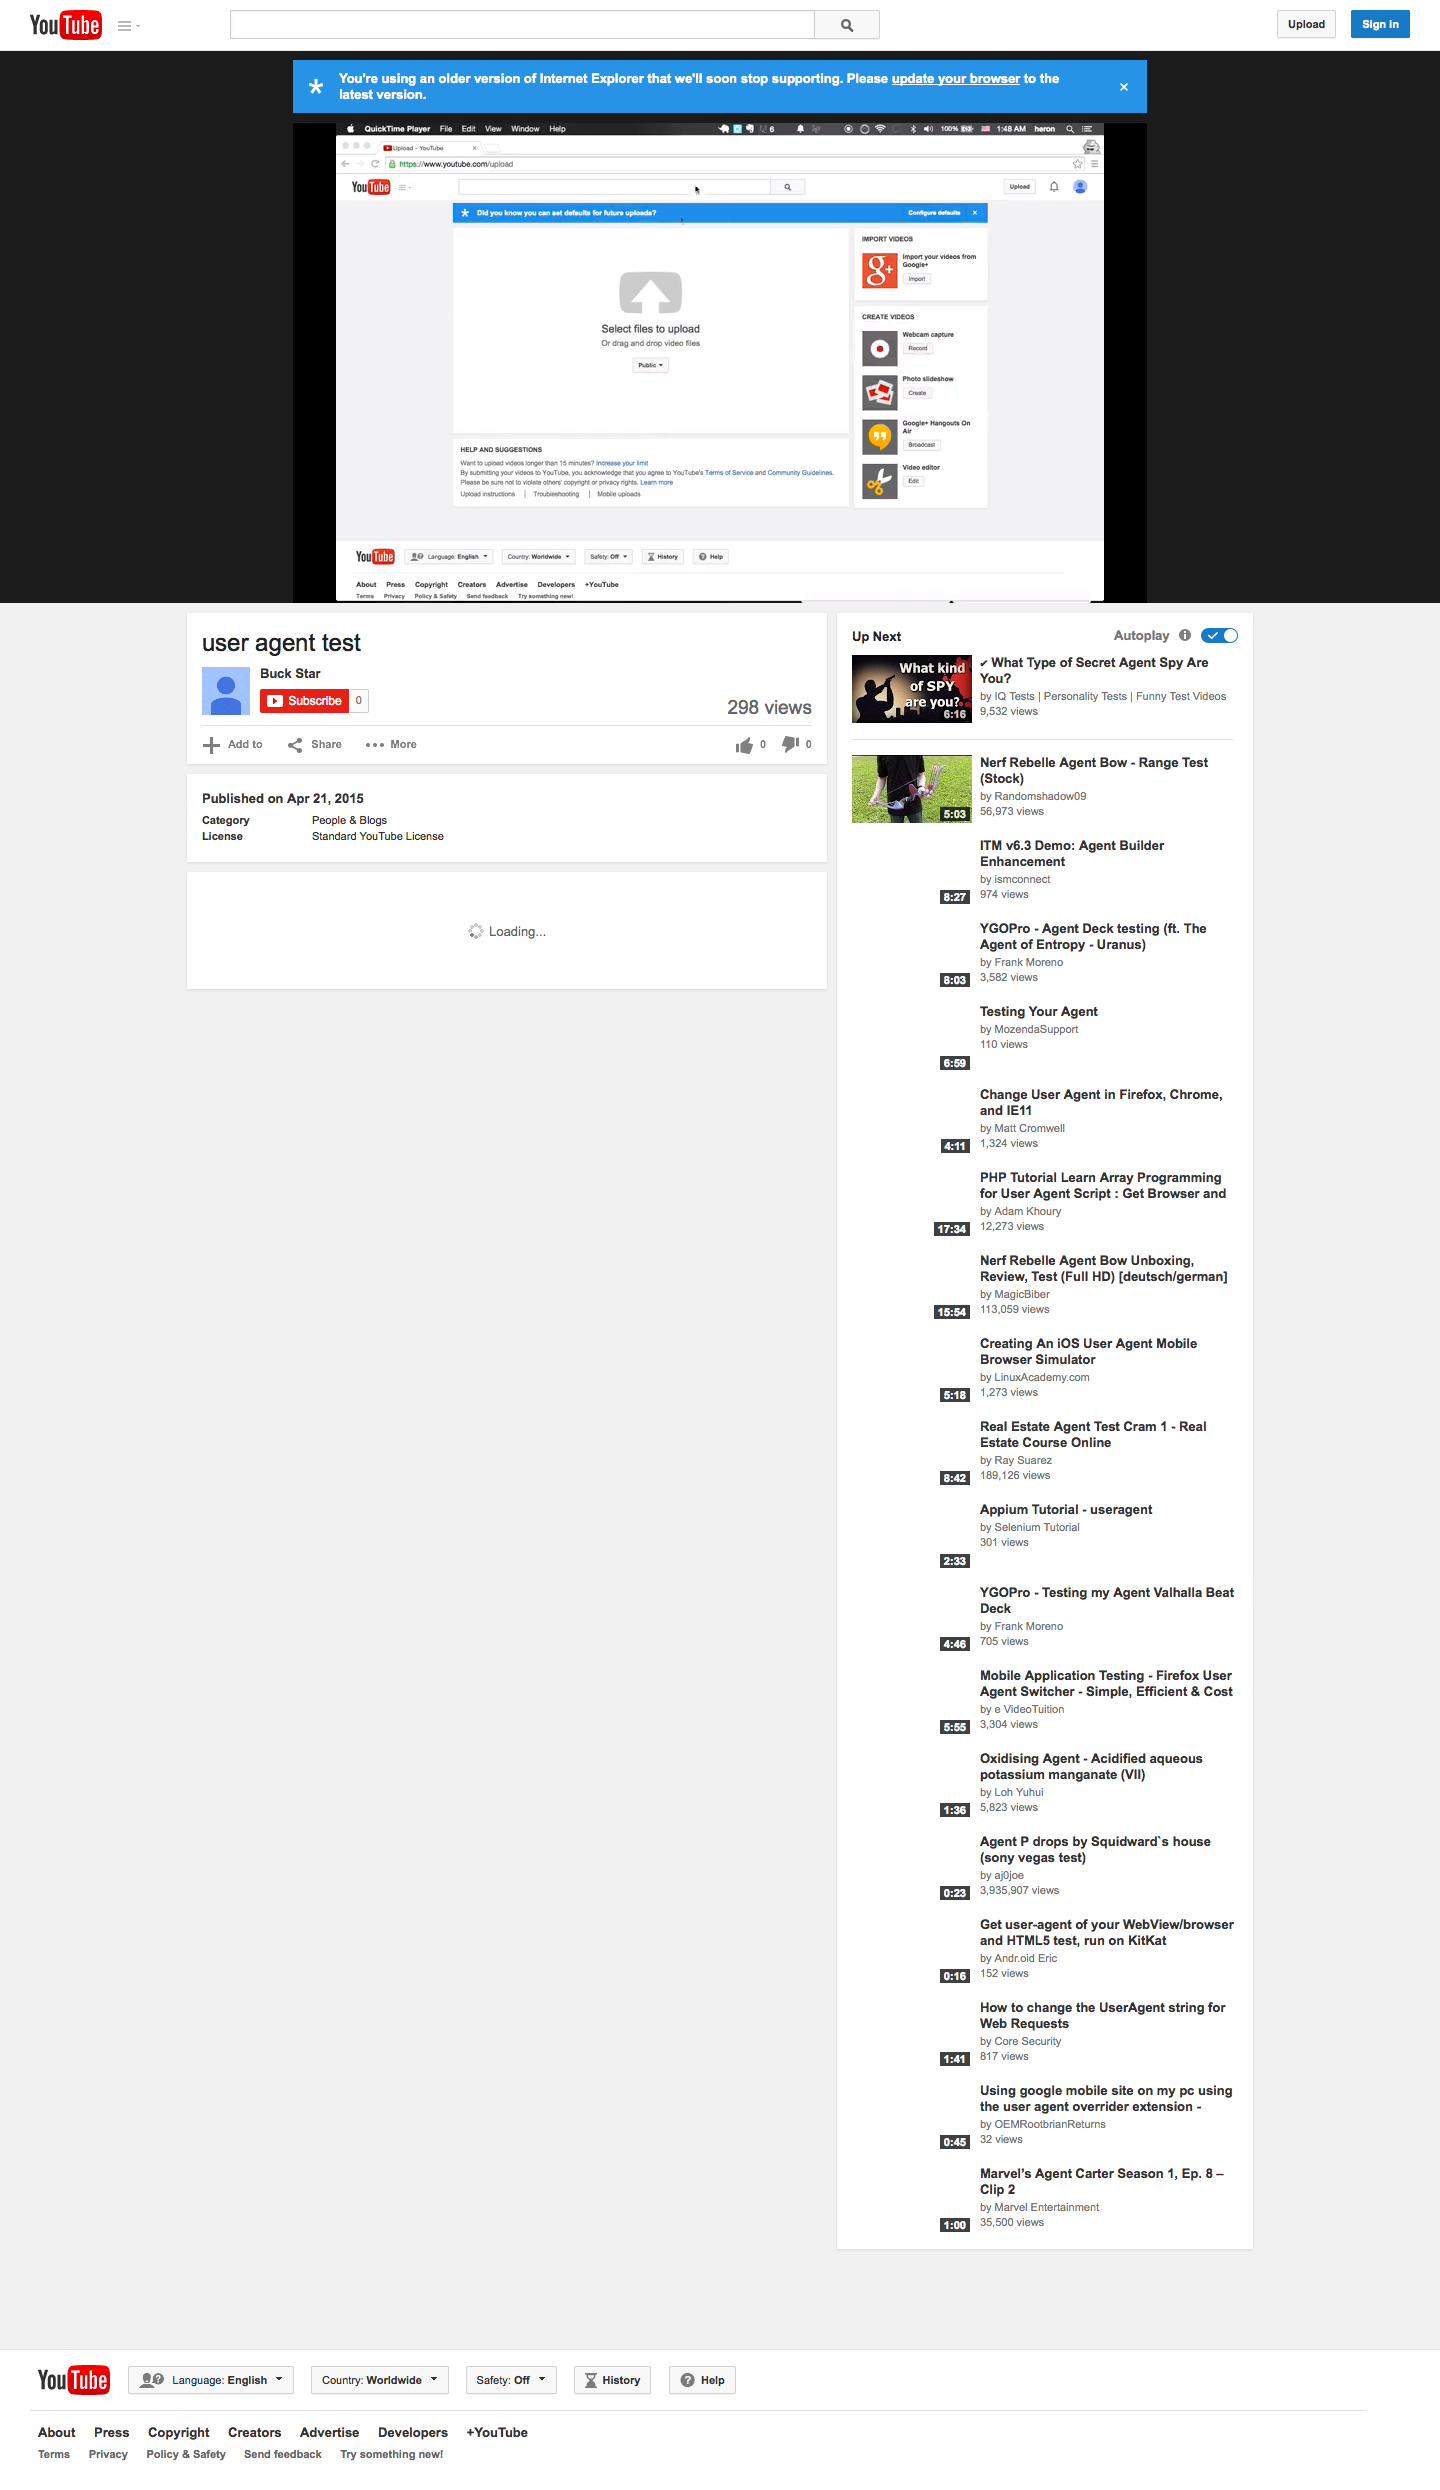 YouTube
Upload
Sign in
You're using an older version of Internet Explorer that we'll soon stop supporting. Please update your browser to the
latest version.
QuickTime Player File Edit View Window Help
6
100%
1:48 AM heron
Upload - YouTube
https://www.youtube.com/upload
YouTube
Upload
Did you know you can set defaults for future uploads?
Configure defaults
Select files to upload
Or drag and drop video files
Public
IMPORT VIDEOS
g+
Import your videos from
Google+
Import
CREATE VIDEOS
Webcam capture
Record
Photo slideshow
Create
Google+ Hangouts On
Air
Broadcast
Video editor
Edit
HELP AND SUGGESTIONS
Want to upload videos longer than 15 minutes? Increase your limit
By submitting your videos to YouTube, you acknowledge that you agree to YouTube's Terms of Service and Community Guidelines.
Please be sure not to violate others' copyright or privacy rights. Learn more
Upload instructions | Troubleshooting | Mobile uploads
YouTube
Language: English
Country: Worldwide
Safety: Off
History
Help
About Press Copyright Creators Advertise Developers +YouTube
Terms Privacy Policy & Safety Send feedback Try something new!
user agent test
Buck Star
Subscribe
0
298 views
Add to
Share
More
0
0
Published on Apr 21, 2015
Category People & Blogs
License Standard YouTube License
Loading...
Up Next
Autoplay
What kind
of SPY
are you?
6:16
✔ What Type of Secret Agent Spy Are
You?
by IQ Tests | Personality Tests | Funny Test Videos
9,532 views
5:03
Nerf Rebelle Agent Bow - Range Test
(Stock)
by Randomshadow09
56,973 views
8:27
ITM v6.3 Demo: Agent Builder
Enhancement
by ismconnect
974 views
8:03
YGOPro - Agent Deck testing (ft. The
Agent of Entropy - Uranus)
by Frank Moreno
3,582 views
6:59
Testing Your Agent
by MozendaSupport
110 views
4:11
Change User Agent in Firefox, Chrome,
and IE11
by Matt Cromwell
1,324 views
17:34
PHP Tutorial Learn Array Programming
for User Agent Script : Get Browser and
by Adam Khoury
12,273 views
15:54
Nerf Rebelle Agent Bow Unboxing,
Review, Test (Full HD) [deutsch/german]
by MagicBiber
113,059 views
5:18
Creating An iOS User Agent Mobile
Browser Simulator
by LinuxAcademy.com
1,273 views
8:42
Real Estate Agent Test Cram 1 - Real
Estate Course Online
by Ray Suarez
189,126 views
2:33
Appium Tutorial - useragent
by Selenium Tutorial
301 views
4:46
YGOPro - Testing my Agent Valhalla Beat
Deck
by Frank Moreno
705 views
5:55
Mobile Application Testing - Firefox User
Agent Switcher - Simple, Efficient & Cost
by e VideoTuition
3,304 views
1:36
Oxidising Agent - Acidified aqueous
potassium manganate (VII)
by Loh Yuhui
5,823 views
0:23
Agent P drops by Squidward`s house
(sony vegas test)
by aj0joe
3,935,907 views
0:16
Get user-agent of your WebView/browser
and HTML5 test, run on KitKat
by Andr.oid Eric
152 views
1:41
How to change the UserAgent string for
Web Requests
by Core Security
817 views
0:45
Using google mobile site on my pc using
the user agent overrider extension -
by OEMRootbrianReturns
32 views
1:00
Marvel’s Agent Carter Season 1, Ep. 8 –
Clip 2
by Marvel Entertainment
35,500 views
YouTube
Language: English
Country: Worldwide
Safety: Off
History
Help
About Press Copyright Creators Advertise Developers +YouTube
Terms Privacy Policy & Safety Send feedback Try something new!